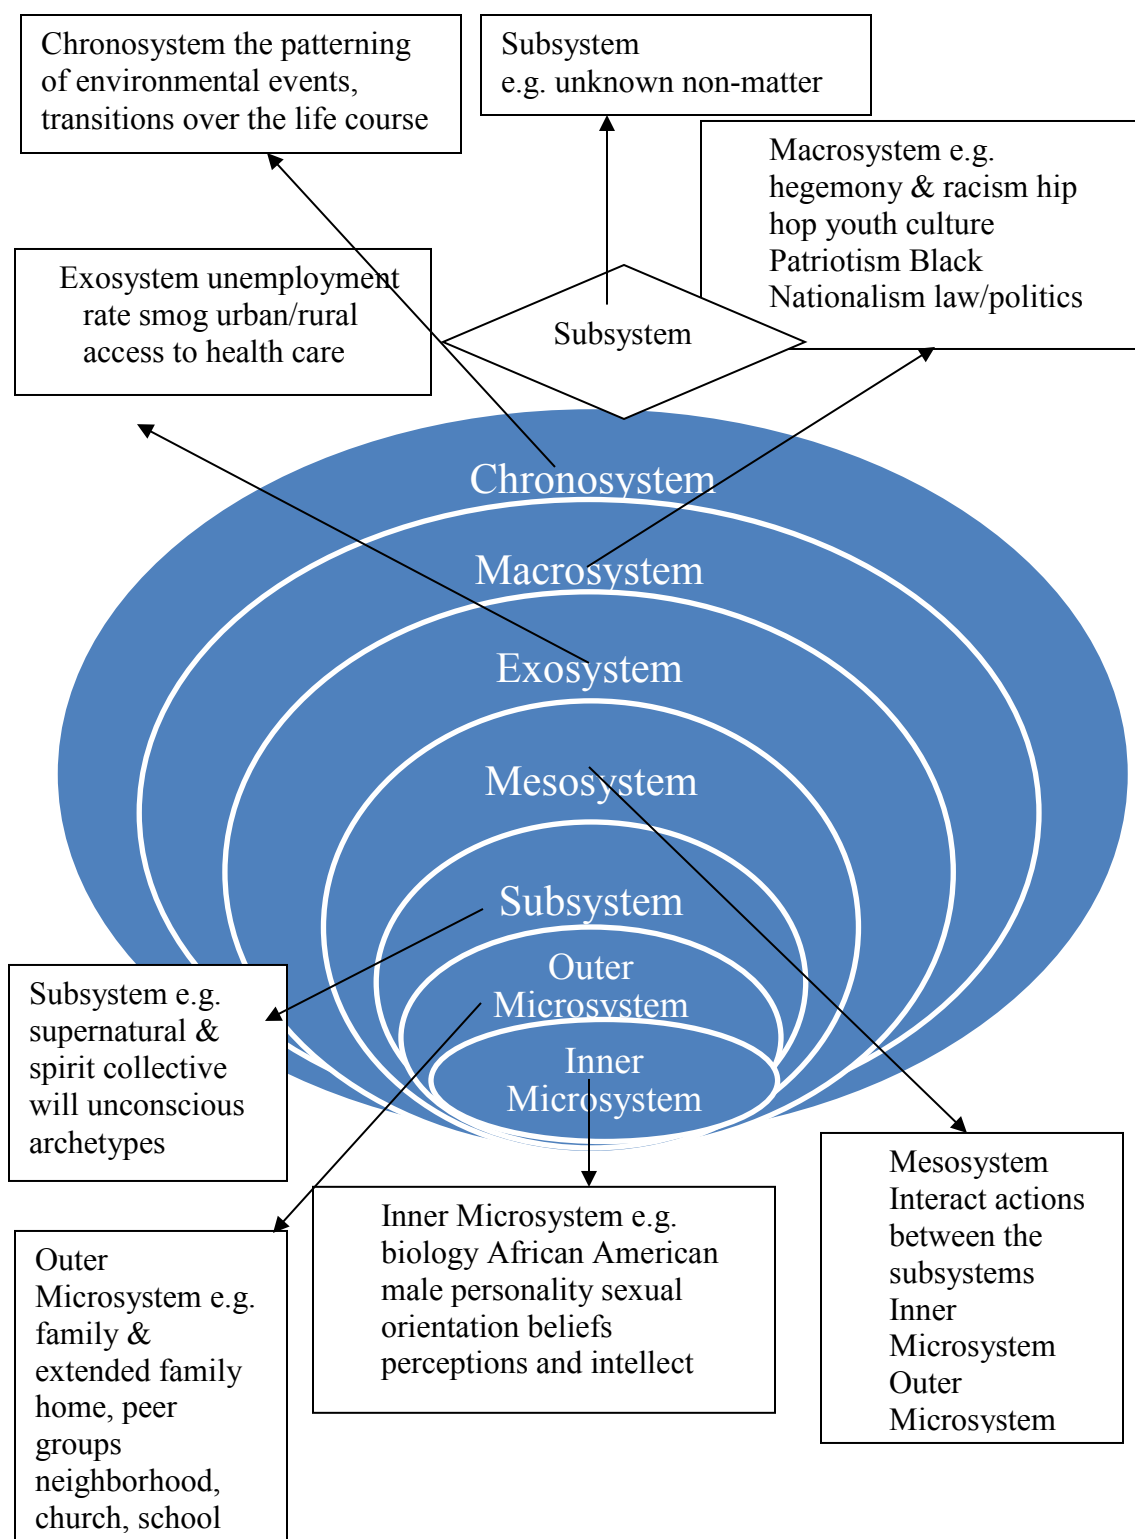 Chronosystem the patterning
of environmental events,
transitions over the life course
Subsystem
e.g. unknown non-matter
Macrosystem e.g.
hegemony & racism hip
hop youth culture
Patriotism Black
Nationalism law/politics
Exosystem unemployment
rate smog urban/rural
access to health care
Subsystem
Chronosystem
Macrosystem
Exosystem
Mesosystem
Subsystem
Outer
Microsystem
Inner
Microsystem
Subsystem e.g.
supernatural &
spirit collective
will unconscious
archetypes
Outer
Microsystem e.g.
family &
extended family
home, peer
groups
neighborhood,
church, school
Inner Microsystem e.g.
biology African American
male personality sexual
orientation beliefs
perceptions and intellect
Mesosystem
Interact actions
between the
subsystems
Inner
Microsystem
Outer
Microsystem